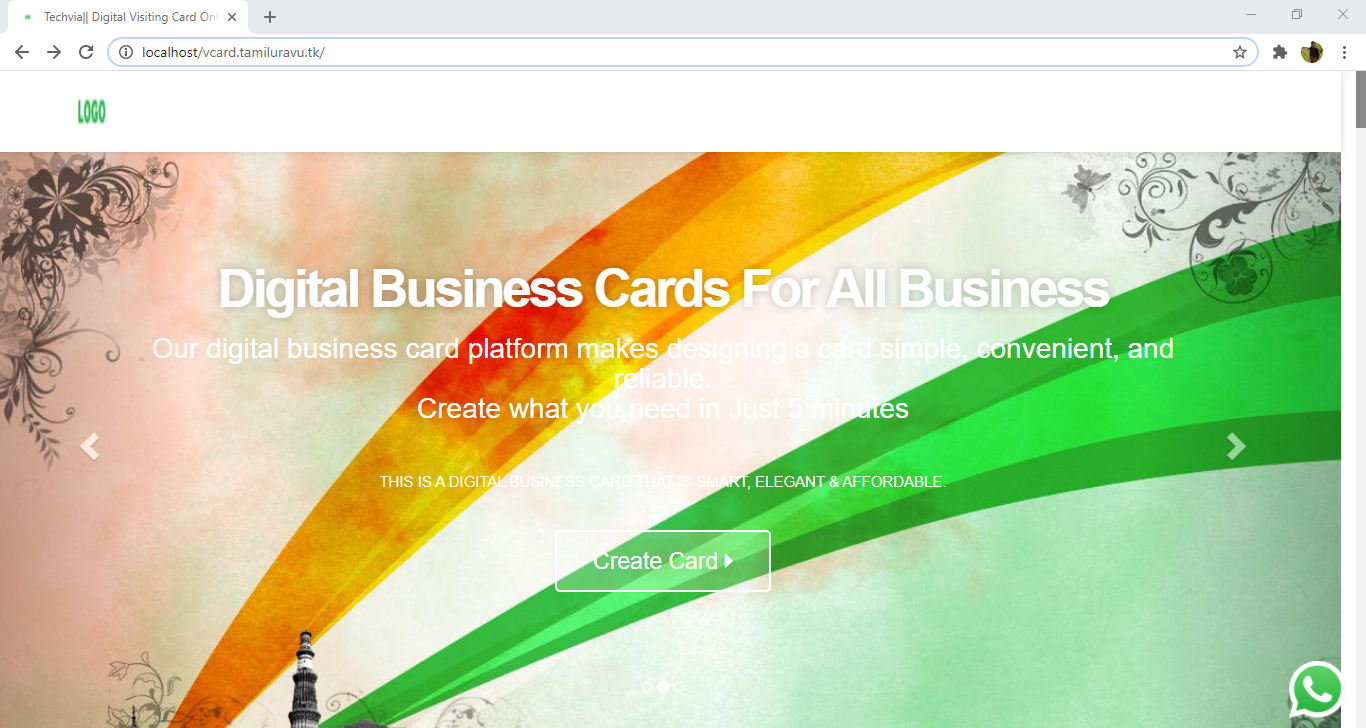 Techvia|| Digital Visiting Card Onl
localhost/vcard.tamiluravu.tk/
LOGO
Digital Business Cards For All Business
Our digital business card platform makes designing a card simple, convenient, and
reliable.
Create what you need in Just 5 minutes
THIS IS A DIGITAL BUSINESS CARD THAT IS SMART, ELEGANT & AFFORDABLE.
Create Card